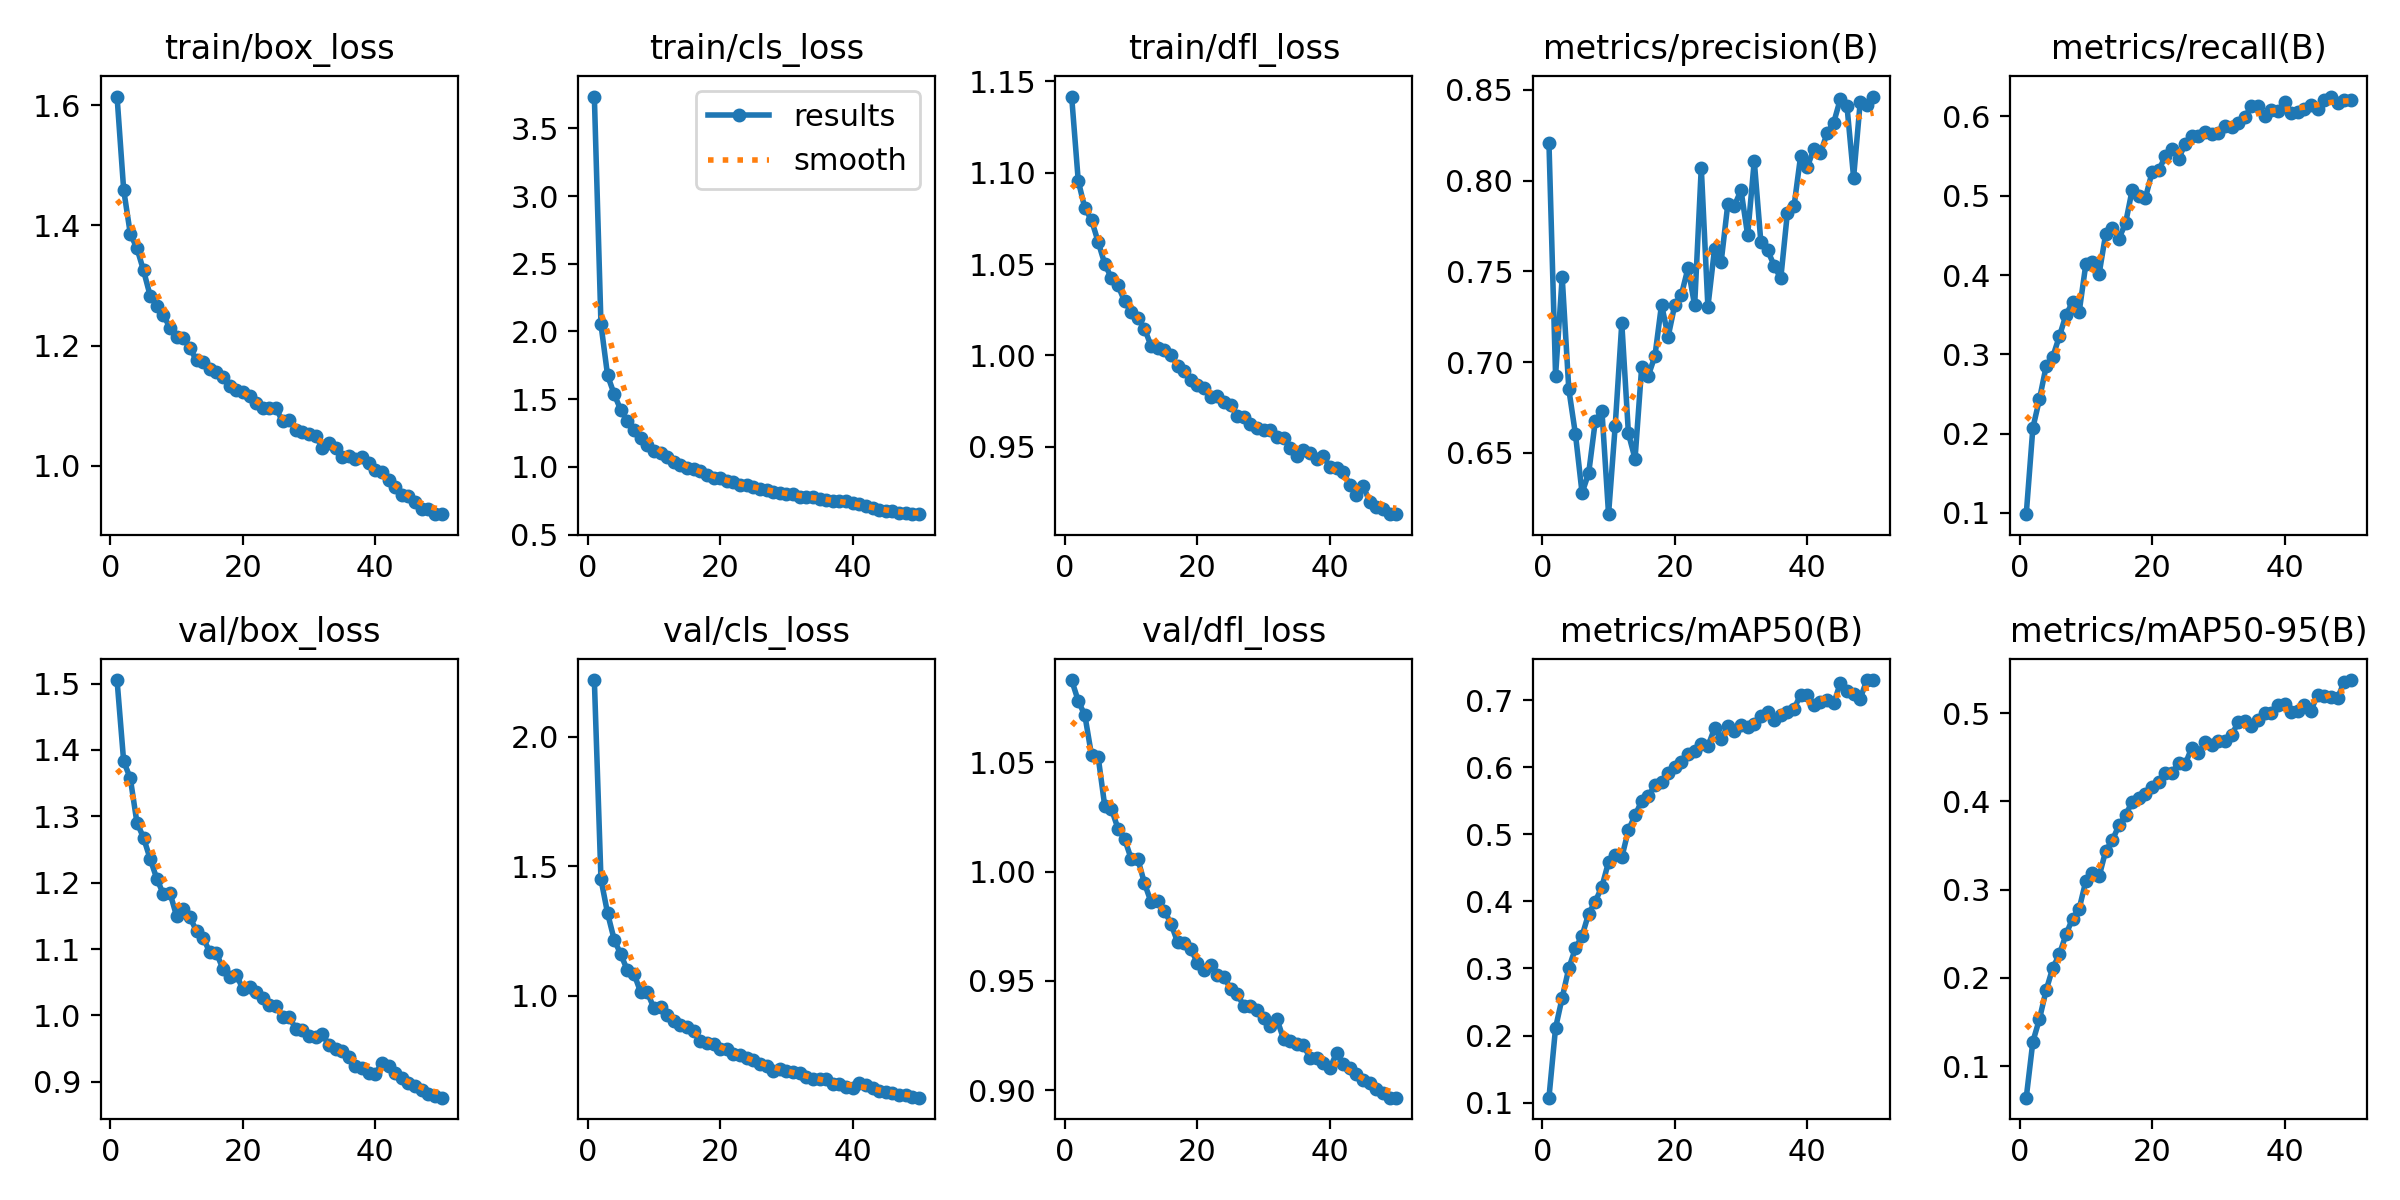 train/box_loss
train/cls_loss
train/dfl_loss
metrics/precision(B)
metrics/recall(B)
1.6
1.4
1.2
1.0
0 20 40
3.5
3.0
2.5
2.0
1.5
1.0
0.5
0 20 40
results
smooth
1.15
1.10
1.05
1.00
0.95
0 20 40
0.85
0.80
0.75
0.70
0.65
0 20 40
0.6
0.5
0.4
0.3
0.2
0.1
0 20 40
val/box_loss
val/cls_loss
val/dfl_loss
metrics/mAP50(B)
metrics/mAP50-95(B)
1.5
1.4
1.3
1.2
1.1
1.0
0.9
0 20 40
2.0
1.5
1.0
0 20 40
1.05
1.00
0.95
0.90
0 20 40
0.7
0.6
0.5
0.4
0.3
0.2
0.1
0 20 40
0.5
0.4
0.3
0.2
0.1
0 20 40